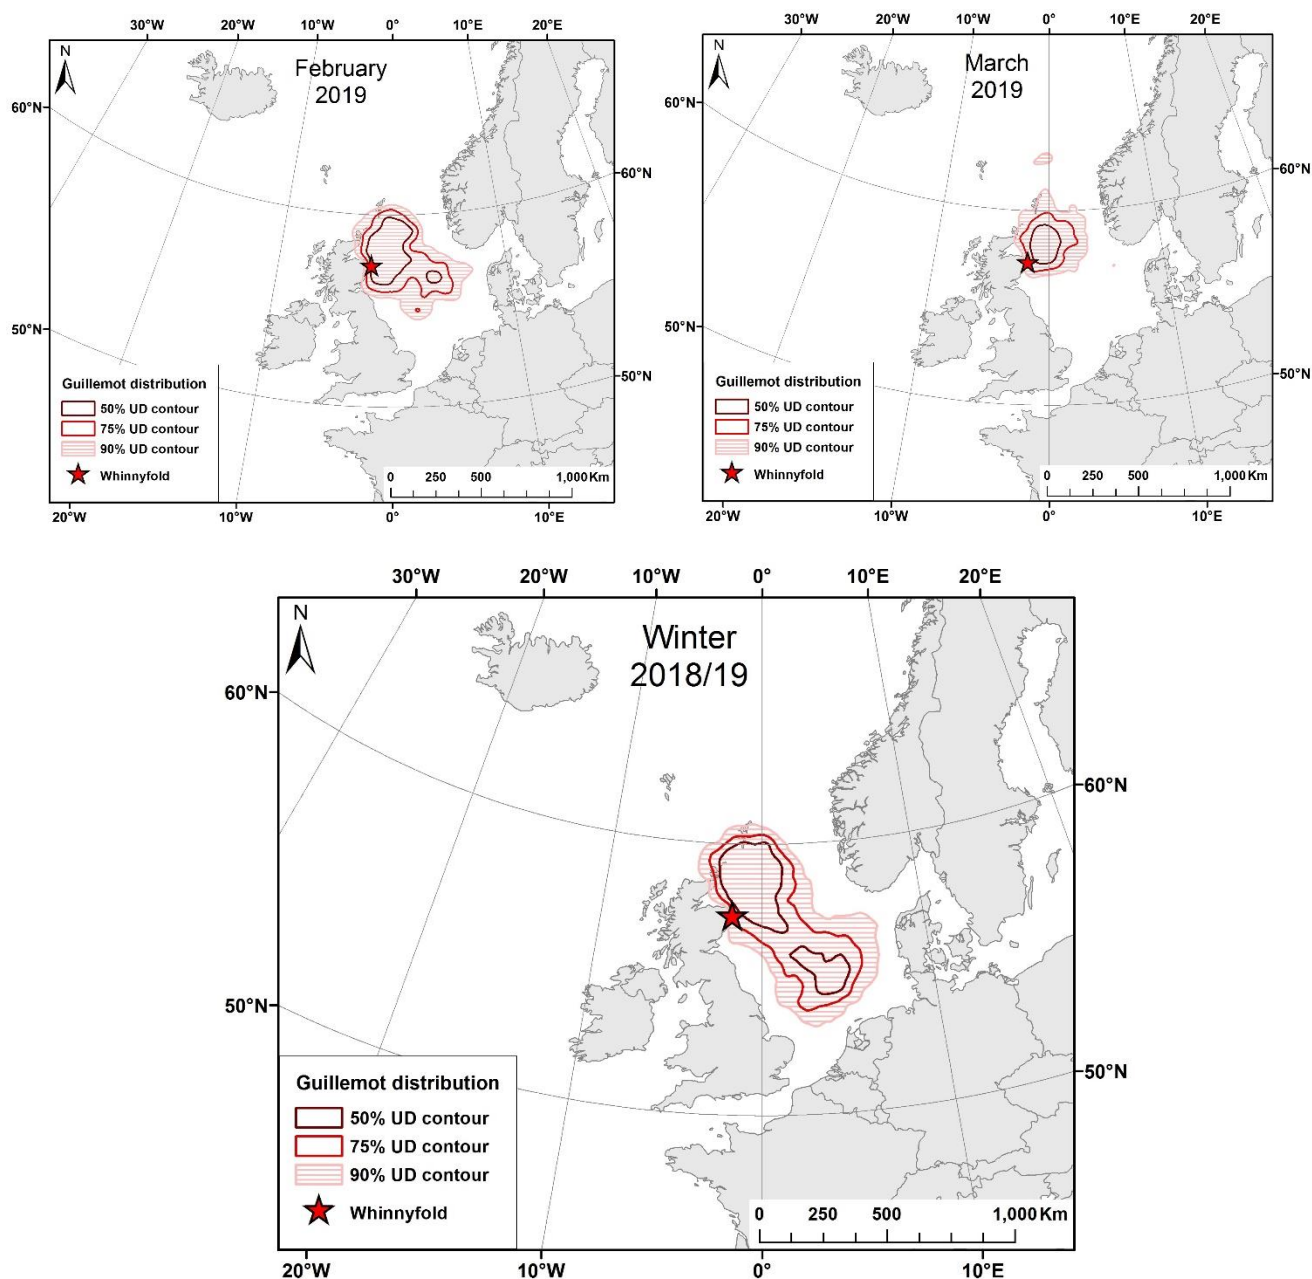 30°W 20°W 10°W 0° 10°E 20°E
N
February
2019
60°N
60°N
50°N
50°N
Guillemot distribution
50% UD contour
75% UD contour
90% UD contour
Whinnyfold
0 250 500 1,000 Km
20°W 10°W 0° 10°E
30°W 20°W 10°W 0° 10°E 20°E
N
March
2019
60°N
60°N
50°N
50°N
Guillemot distribution
50% UD contour
75% UD contour
90% UD contour
Whinnyfold
0 250 500 1,000 Km
20°W 10°W 0° 10°E
30°W 20°W 10°W 0° 10°E 20°E
N
Winter
2018/19
60°N
60°N
50°N
50°N
Guillemot distribution
50% UD contour
75% UD contour
90% UD contour
Whinnyfold
0 250 500 1,000 Km
20°W 10°W 0° 10°E